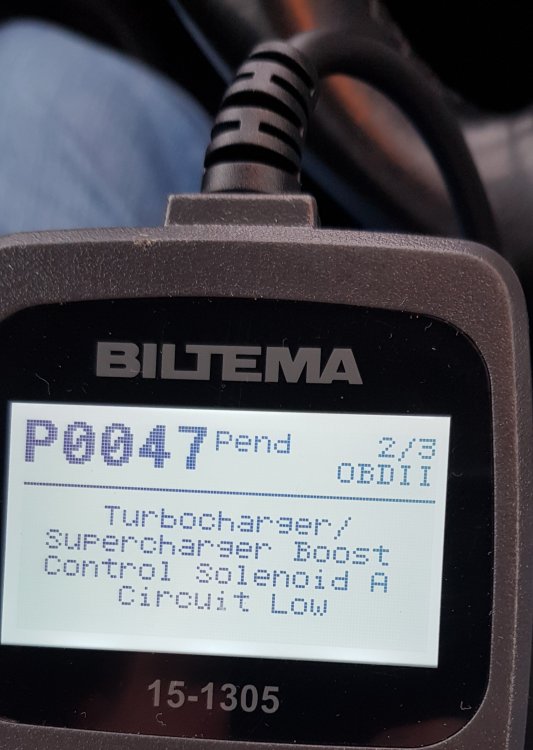 BILTEMA
P0047 Pend 2/3
OBDII
Turbocharger/
Supercharger Boost
Control Solenoid A
Circuit Low
15-1305